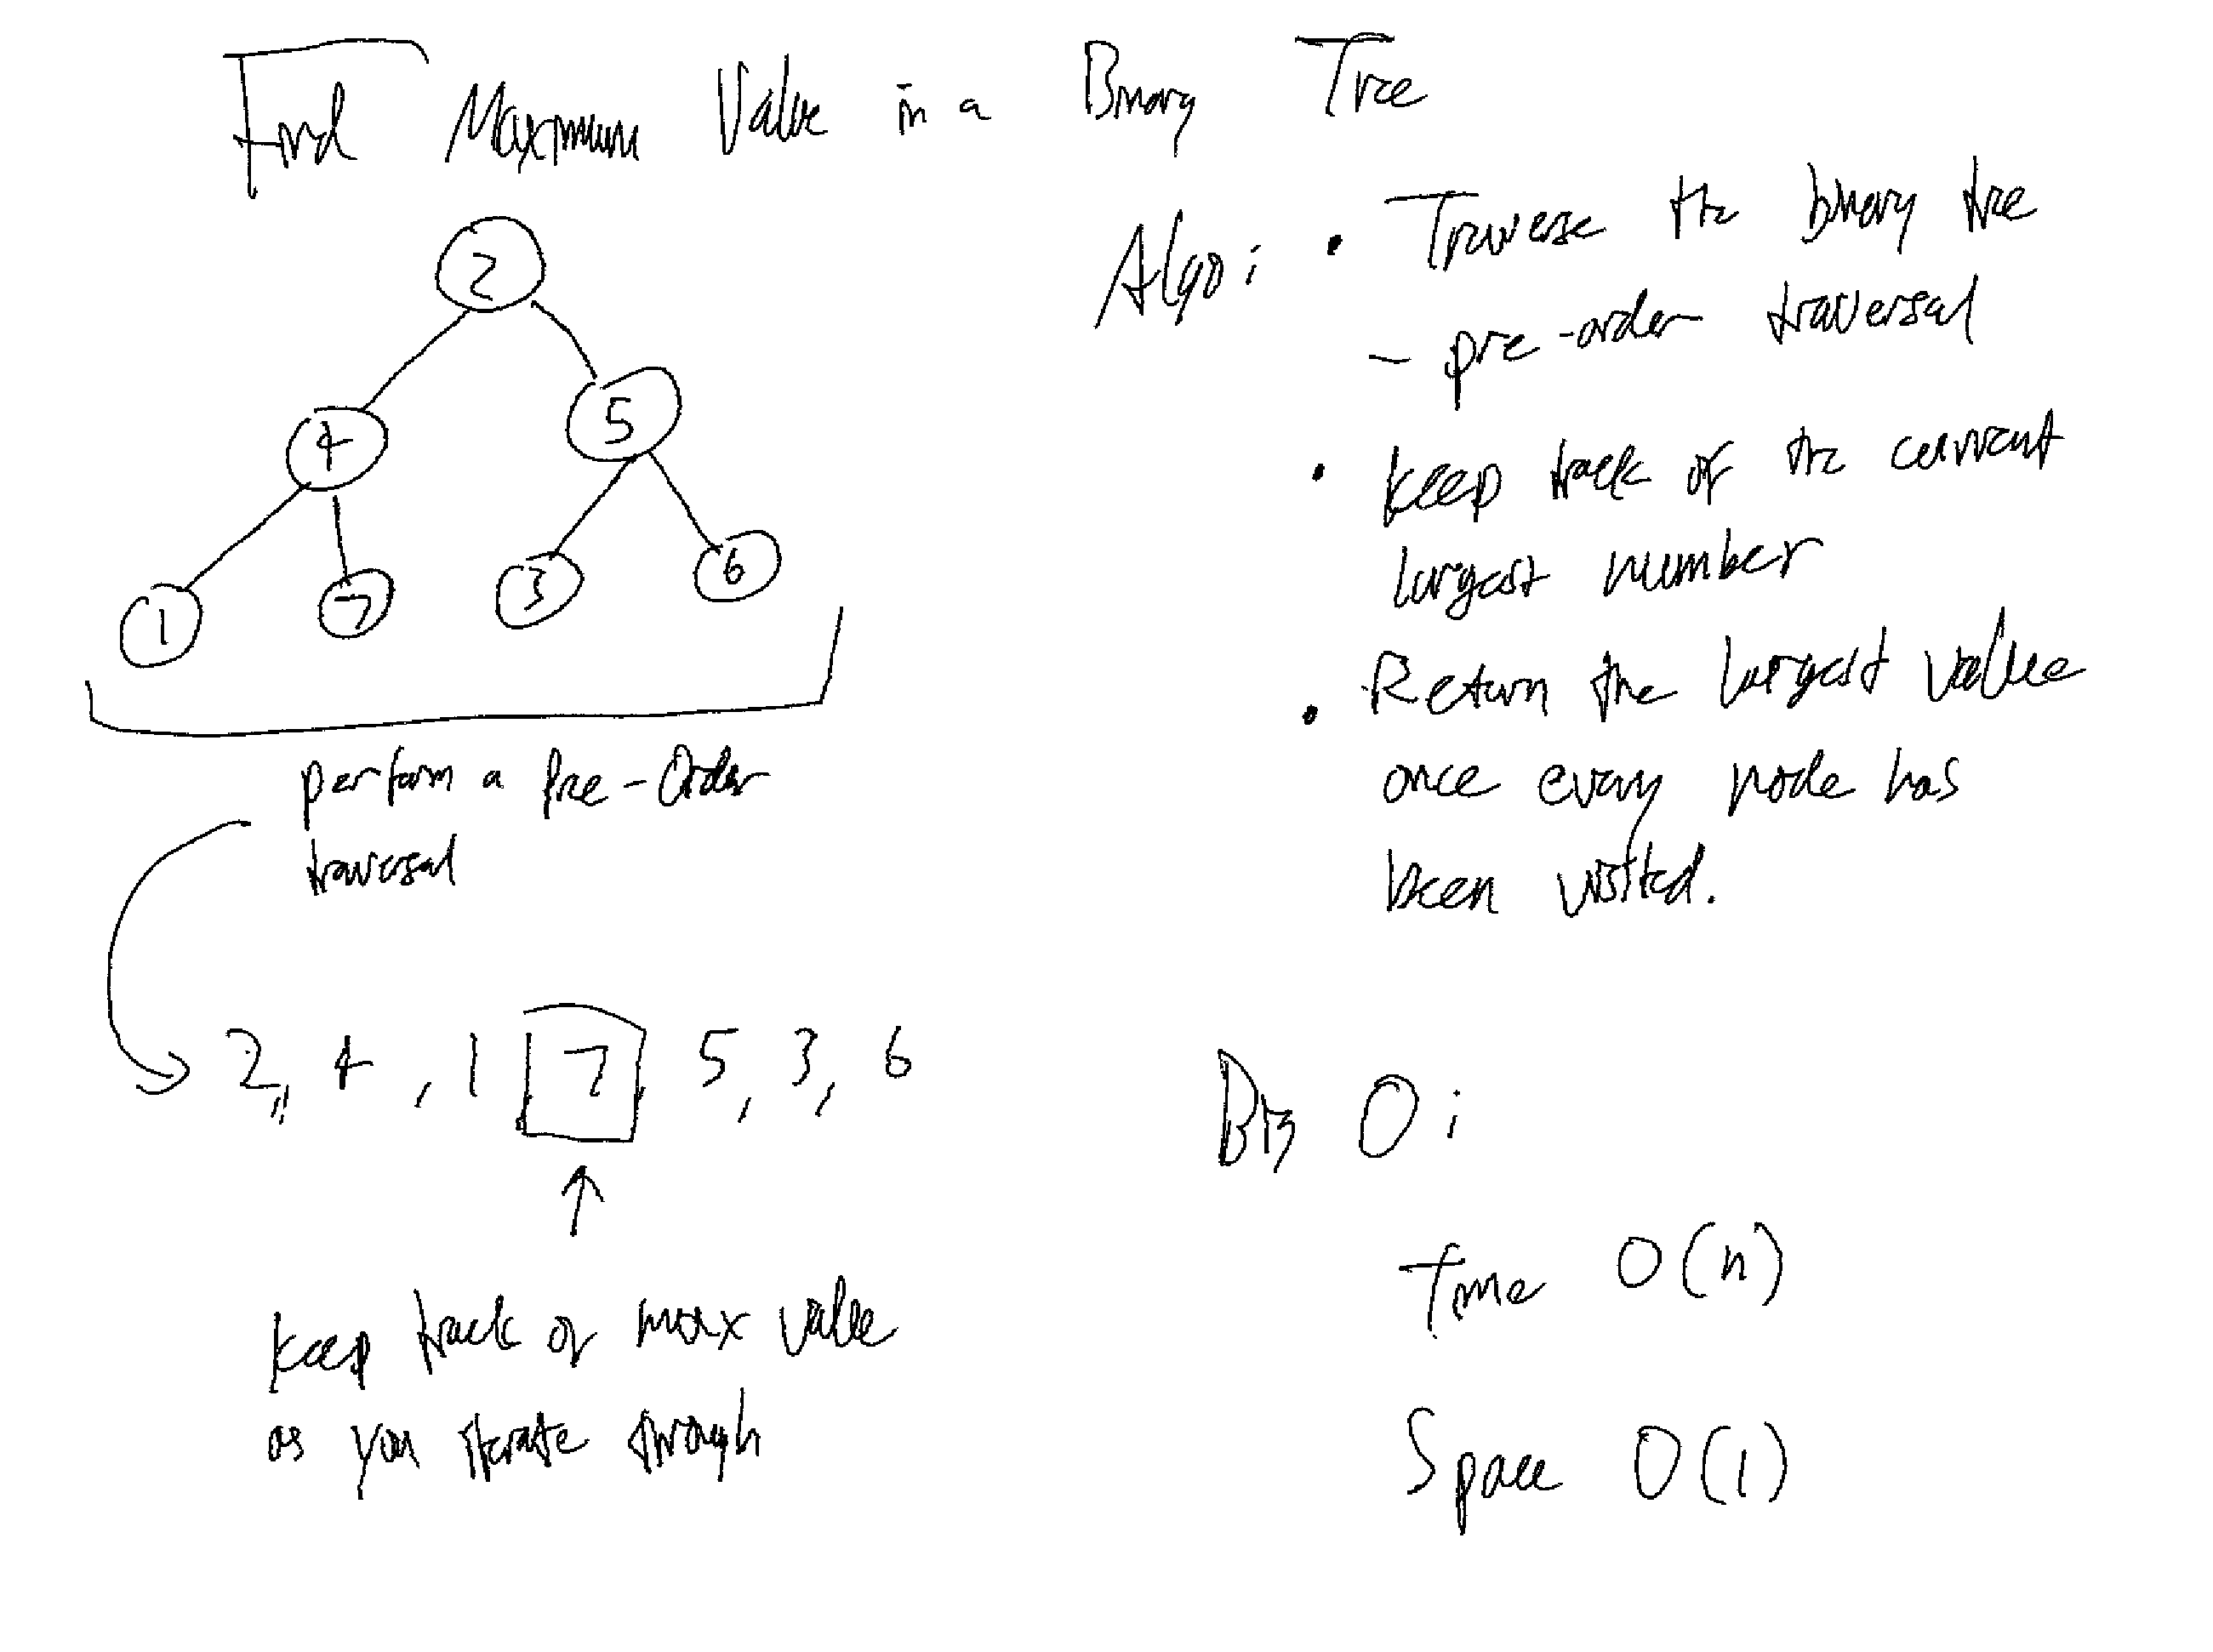 Find Maximum Value in a Binary Tree
2
4 5
1 7 3 6
perform a Pre-Order
traversal
2, 4, 1, 7, 5, 3, 6
keep track of max value
as you iterate through
Algo:
• Traverse the binary tree
- pre-order traversal
• keep track of the current
largest number
• Return the largest value
once every node has
been visited.
Big O:
Time O(n)
Space O(1)